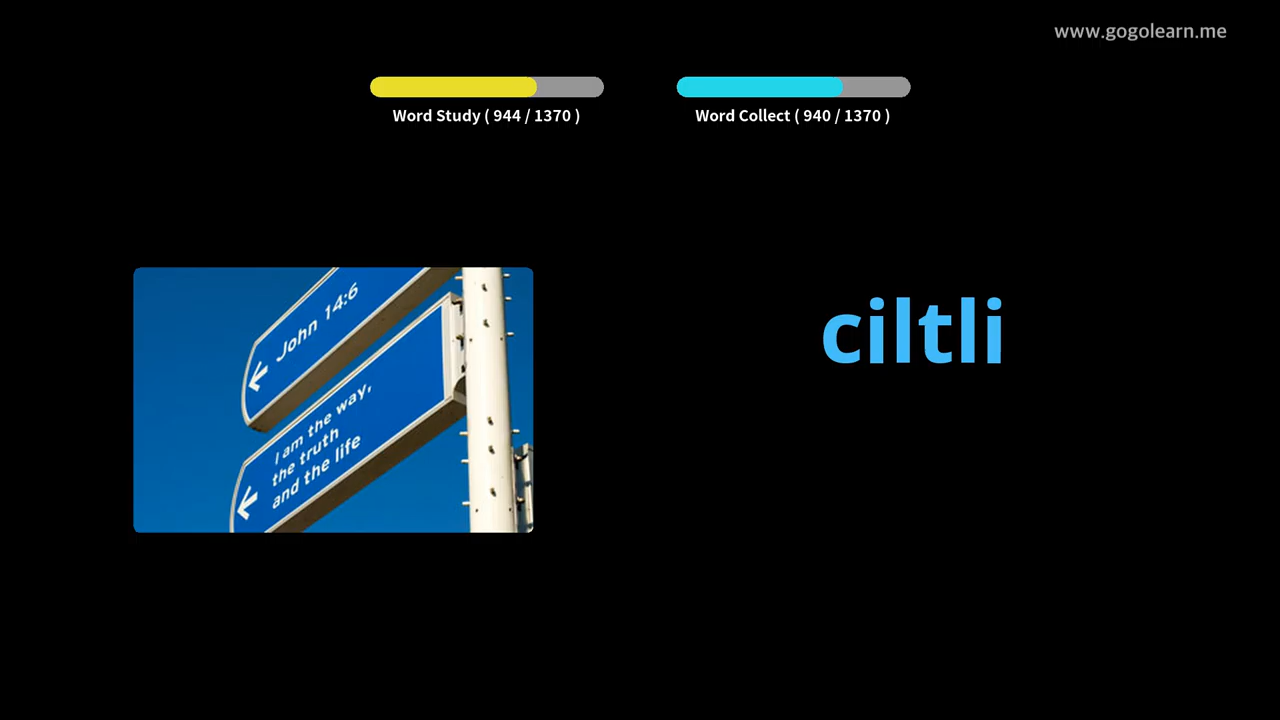 www.gogolearn.me
Word Study ( 944 / 1370 )
Word Collect ( 940 / 1370 )
John 14:6
I am the way,
the truth
and the life
ciltli